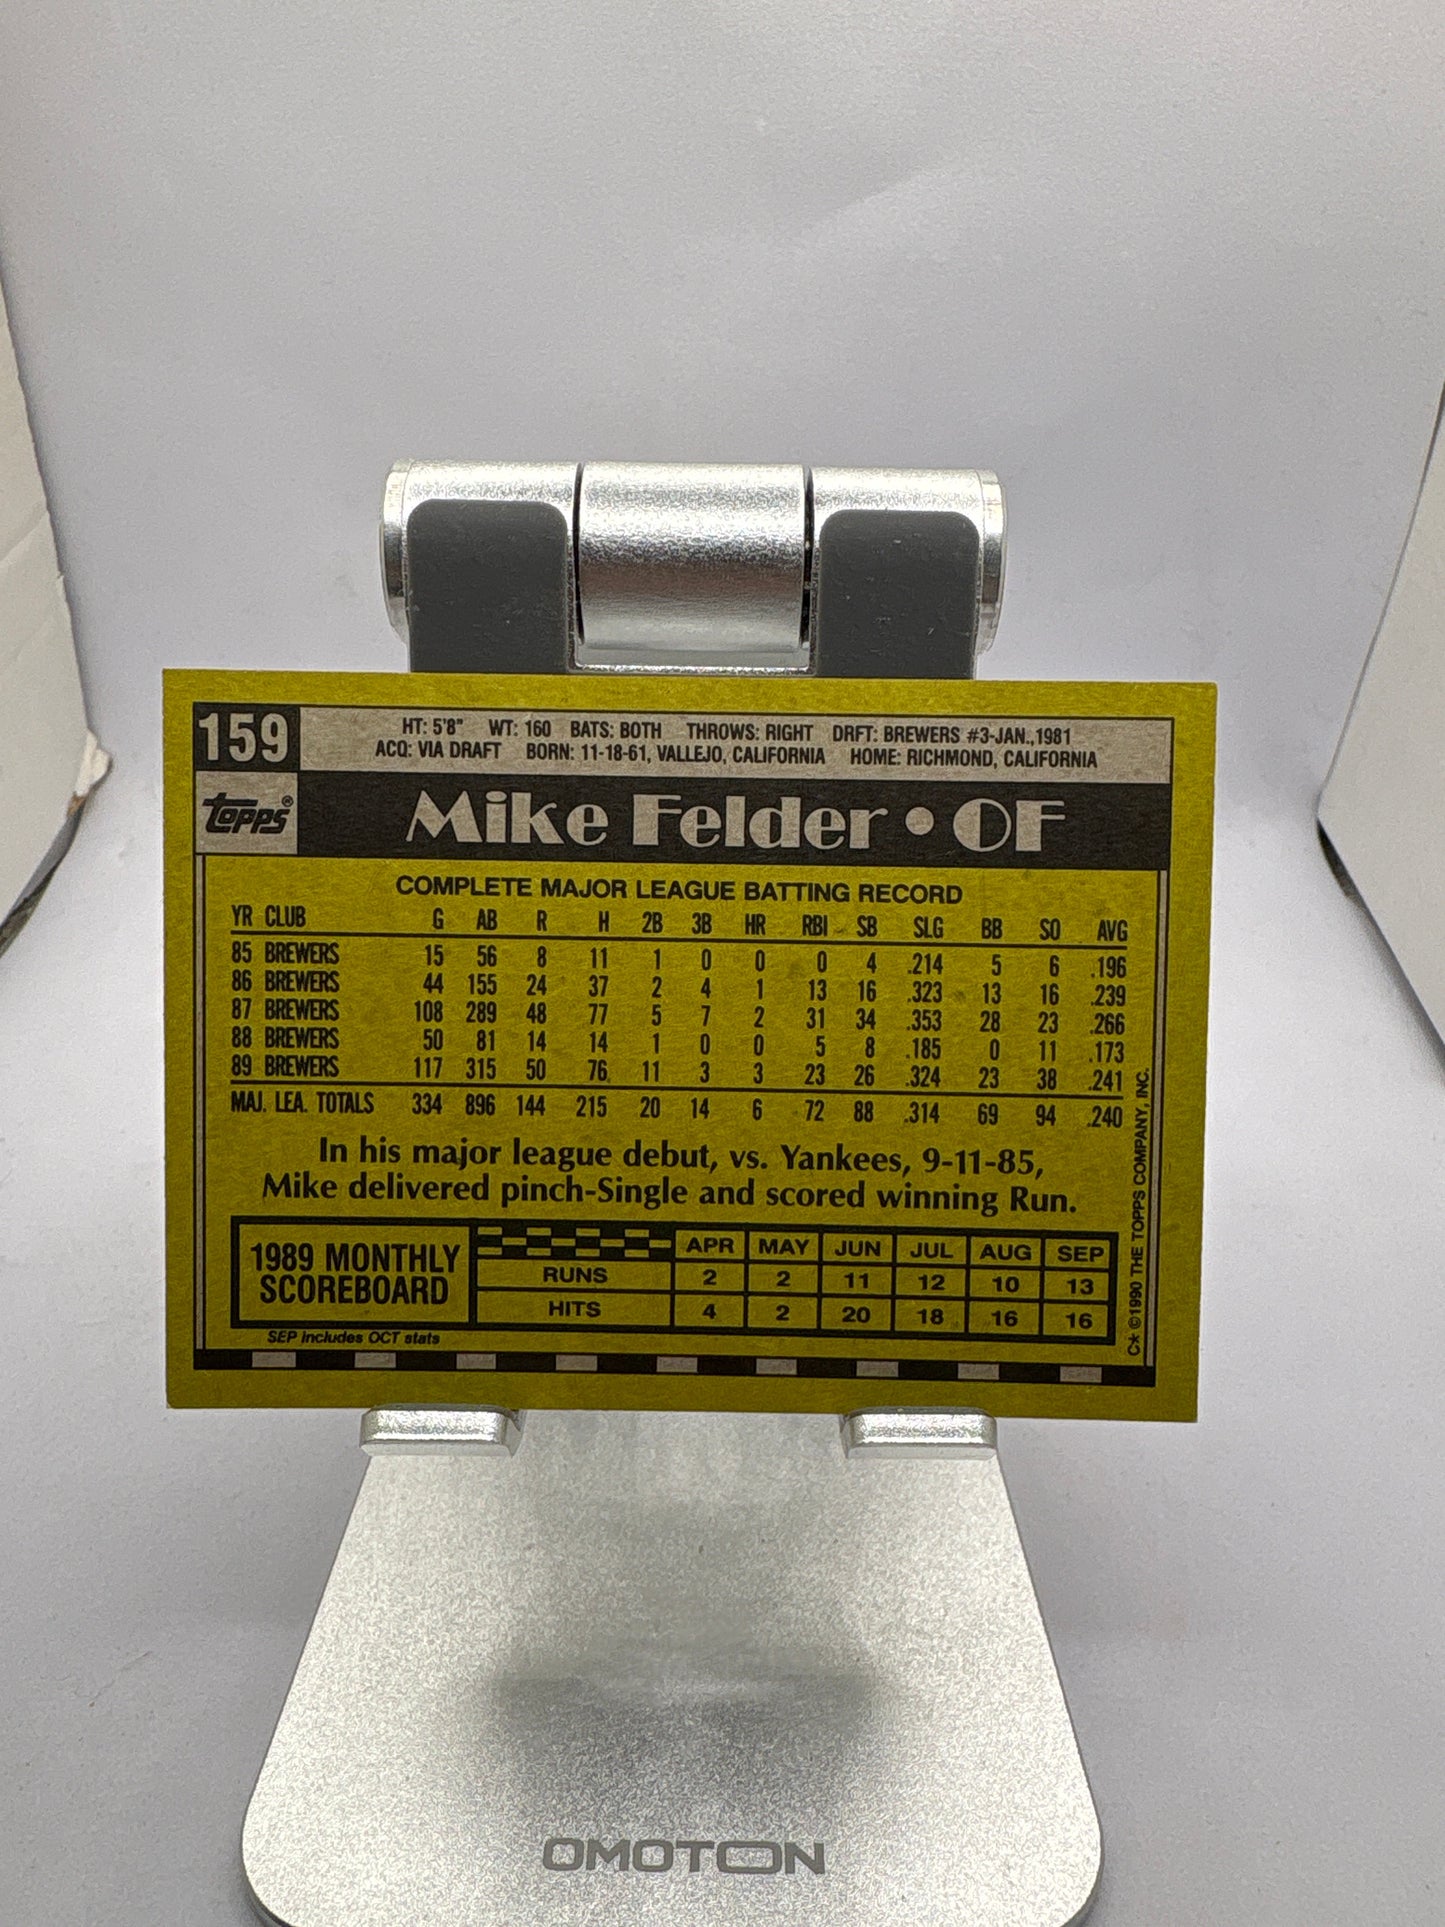 159
HT: 5'8" WT: 160 BATS: BOTH THROWS: RIGHT DRFT: BREWERS #3-JAN.,1981
ACQ: VIA DRAFT BORN: 11-18-61, VALLEJO, CALIFORNIA HOME: RICHMOND, CALIFORNIA
Topps®
Mike Felder • OF
COMPLETE MAJOR LEAGUE BATTING RECORD
YR CLUB G AB R H 2B 3B HR RBI SB SLG BB SO AVG
85 BREWERS 15 56 8 11 1 0 0 0 4 .214 5 6 .196
86 BREWERS 44 155 24 37 2 4 1 13 16 .323 13 16 .239
87 BREWERS 108 289 48 77 5 7 2 31 34 .353 28 23 .266
88 BREWERS 50 81 14 14 1 0 0 5 8 .185 0 11 .173
89 BREWERS 117 315 50 76 11 3 3 23 26 .324 23 38 .241
MAJ. LEA. TOTALS 334 896 144 215 20 14 6 72 88 .314 69 94 .240
In his major league debut, vs. Yankees, 9-11-85,
Mike delivered pinch-Single and scored winning Run.
1989 MONTHLY
SCOREBOARD
APR MAY JUN JUL AUG SEP
RUNS 2 2 11 12 10 13
HITS 4 2 20 18 16 16
SEP includes OCT stats
C* ©1990 THE TOPPS COMPANY, INC.
OMOTON